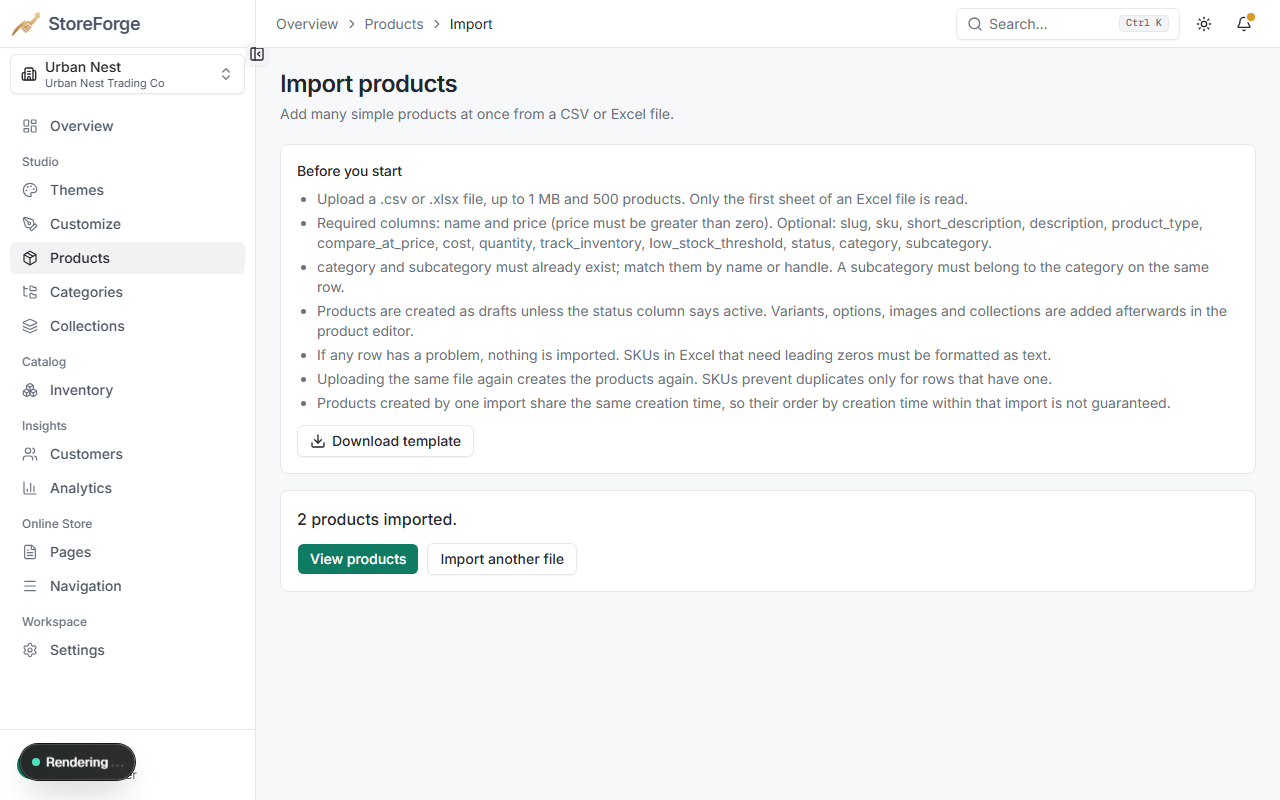 StoreForge
Overview > Products > Import
Search...
Ctrl K
Urban Nest
Urban Nest Trading Co
Overview
Studio
Themes
Customize
Products
Categories
Collections
Catalog
Inventory
Insights
Customers
Analytics
Online Store
Pages
Navigation
Workspace
Settings
Rendering ...
er
Import products
Add many simple products at once from a CSV or Excel file.
Before you start
• Upload a .csv or .xlsx file, up to 1 MB and 500 products. Only the first sheet of an Excel file is read.
• Required columns: name and price (price must be greater than zero). Optional: slug, sku, short_description, description, product_type,
compare_at_price, cost, quantity, track_inventory, low_stock_threshold, status, category, subcategory.
• category and subcategory must already exist; match them by name or handle. A subcategory must belong to the category on the same
row.
• Products are created as drafts unless the status column says active. Variants, options, images and collections are added afterwards in the
product editor.
• If any row has a problem, nothing is imported. SKUs in Excel that need leading zeros must be formatted as text.
• Uploading the same file again creates the products again. SKUs prevent duplicates only for rows that have one.
• Products created by one import share the same creation time, so their order by creation time within that import is not guaranteed.
Download template
2 products imported.
View products
Import another file